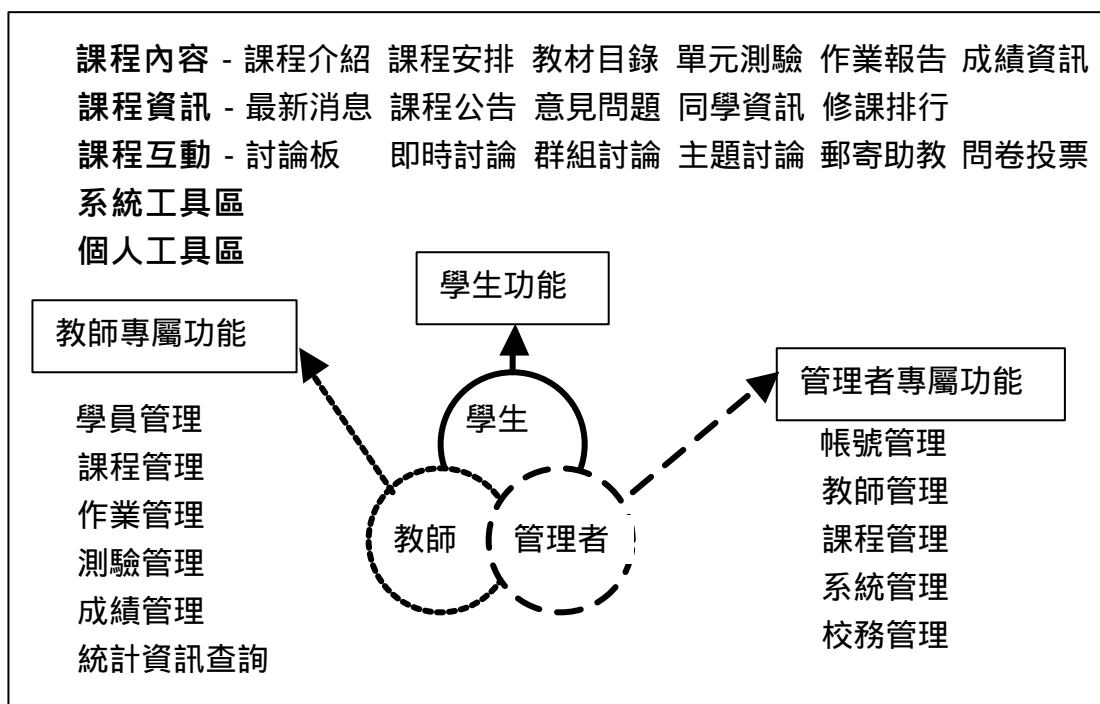 課程內容 - 課程介紹 課程安排 教材目錄 單元測驗 作業報告 成績資訊
課程資訊 - 最新消息 課程公告 意見問題 同學資訊 修課排行
課程互動 - 討論板 即時討論 群組討論 主題討論 郵寄助教 問卷投票
系統工具區
個人工具區
學生功能
教師專屬功能
管理者專屬功能
學生
教師
管理者
學員管理
課程管理
作業管理
測驗管理
成績管理
統計資訊查詢
帳號管理
教師管理
課程管理
系統管理
校務管理